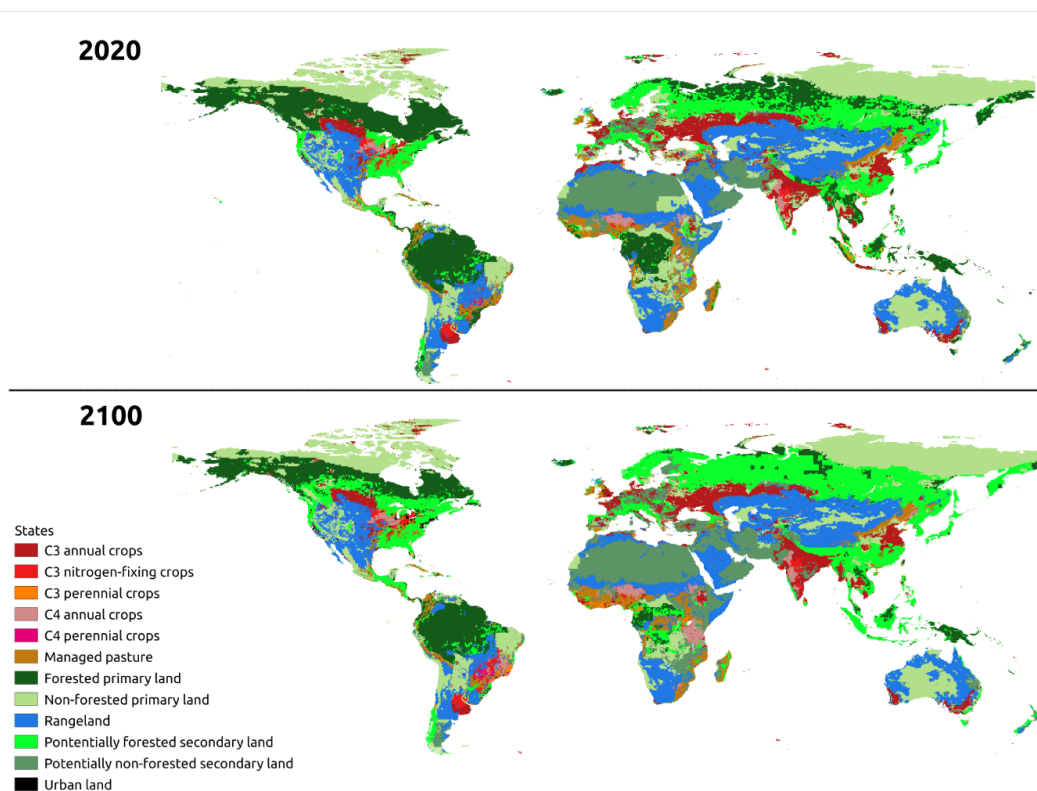 2020
2100
States
C3 annual crops
C3 nitrogen-fixing crops
C3 perennial crops
C4 annual crops
C4 perennial crops
Managed pasture
Forested primary land
Non-forested primary land
Rangeland
Pontentially forested secondary land
Potentially non-forested secondary land
Urban land